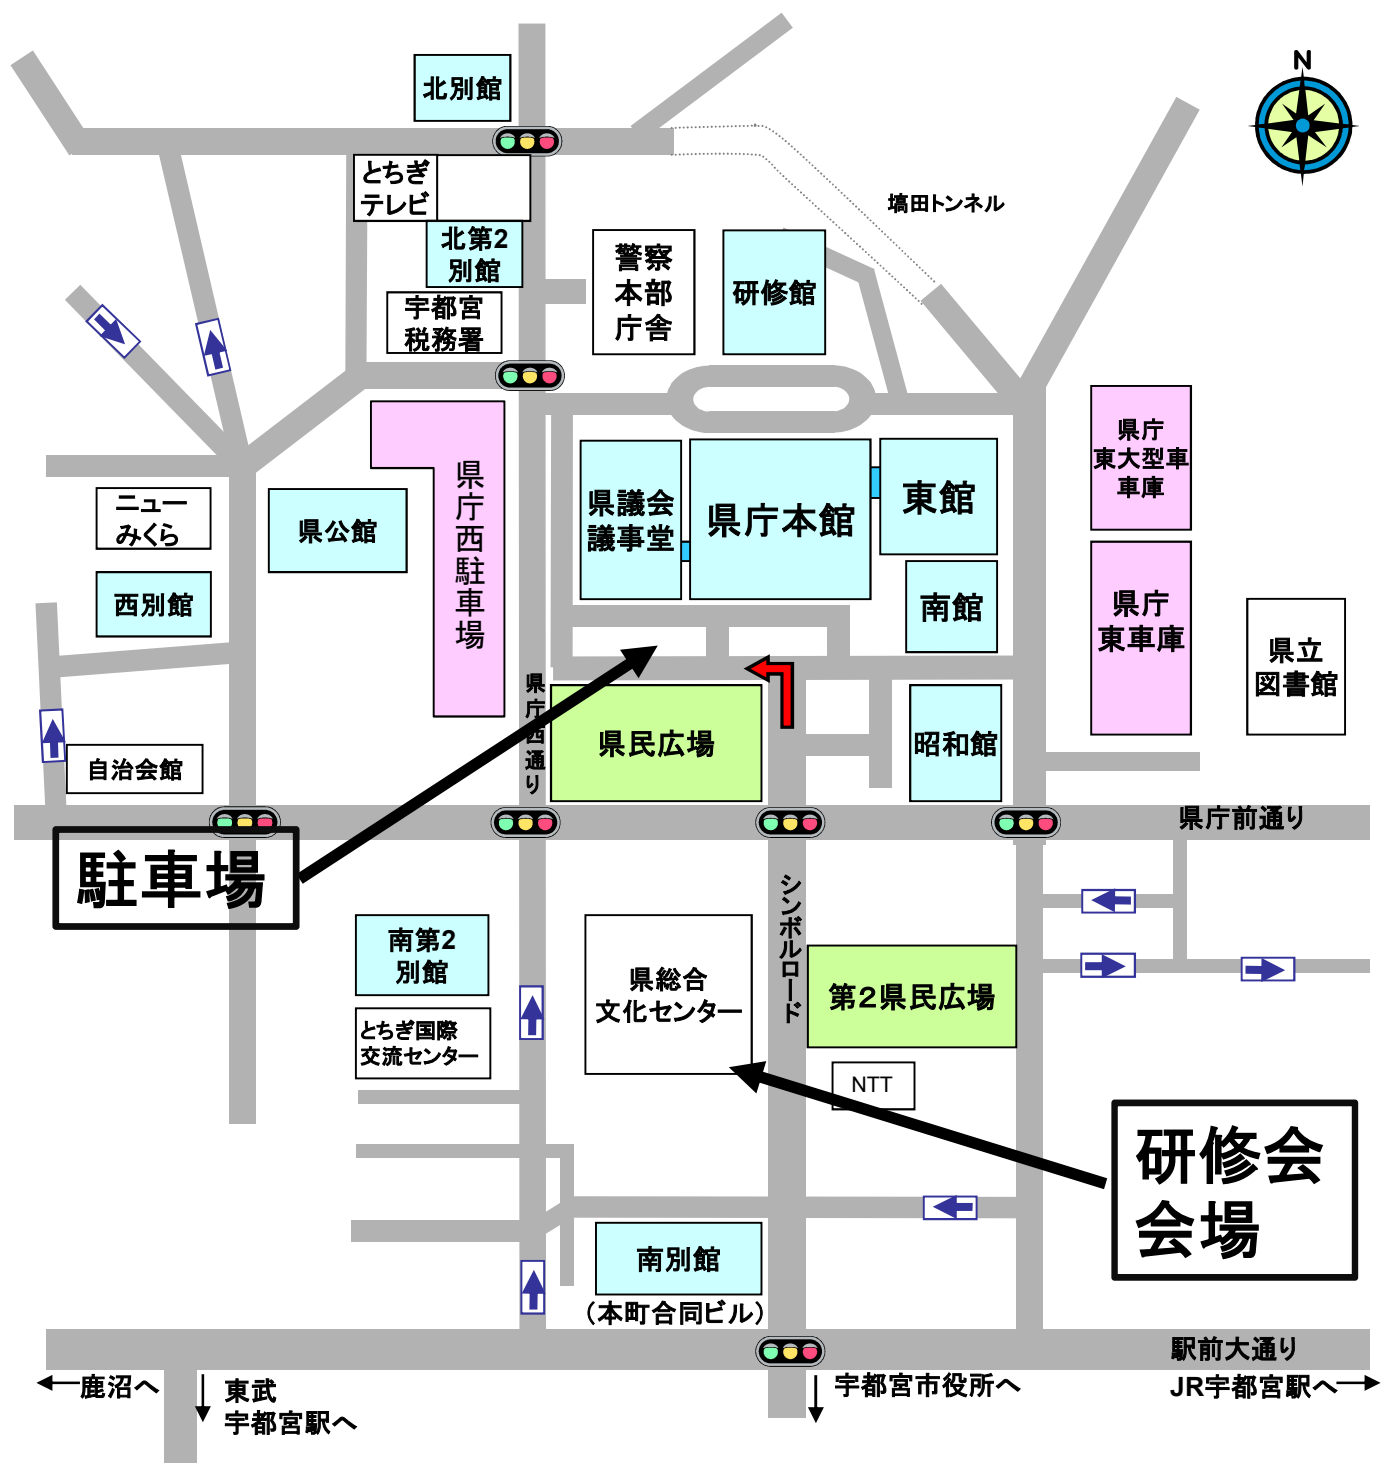 N
北別館
とちぎ
テレビ
塙田トンネル
北第2
別館
警察
本部
庁舎
研修館
宇都宮
税務署
県庁
東大型車
車庫
県庁西駐車場
県議会
議事堂
県庁本館
東館
ニュー
みくら
県公館
西別館
南館
県庁
東車庫
県立
図書館
県庁西通り
県民広場
昭和館
自治会館
県庁前通り
駐車場
シンボルロード
南第2
別館
県総合
文化センター
第2県民広場
とちぎ国際
交流センター
NTT
研修会
会場
南別館
(本町合同ビル)
駅前大通り
鹿沼へ
東武
宇都宮駅へ
宇都宮市役所へ
JR宇都宮駅へ